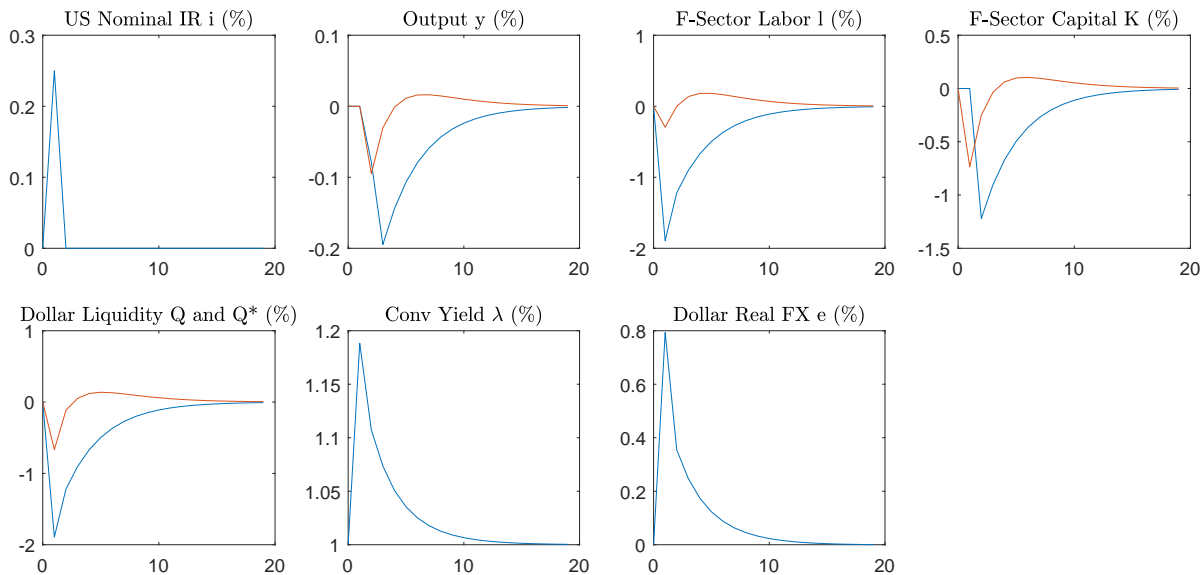 US Nominal IR i (%)
0.3
0.2
0.1
0
0 10 20
Output y (%)
0.1
0
-0.1
-0.2
0 10 20
F-Sector Labor l (%)
1
0
-1
-2
0 10 20
F-Sector Capital K (%)
0.5
0
-0.5
-1
-1.5
0 10 20
Dollar Liquidity Q and Q* (%)
1
0
-1
-2
0 10 20
Conv Yield λ (%)
1.2
1.15
1.1
1.05
1
0 10 20
Dollar Real FX e (%)
0.8
0.6
0.4
0.2
0
0 10 20